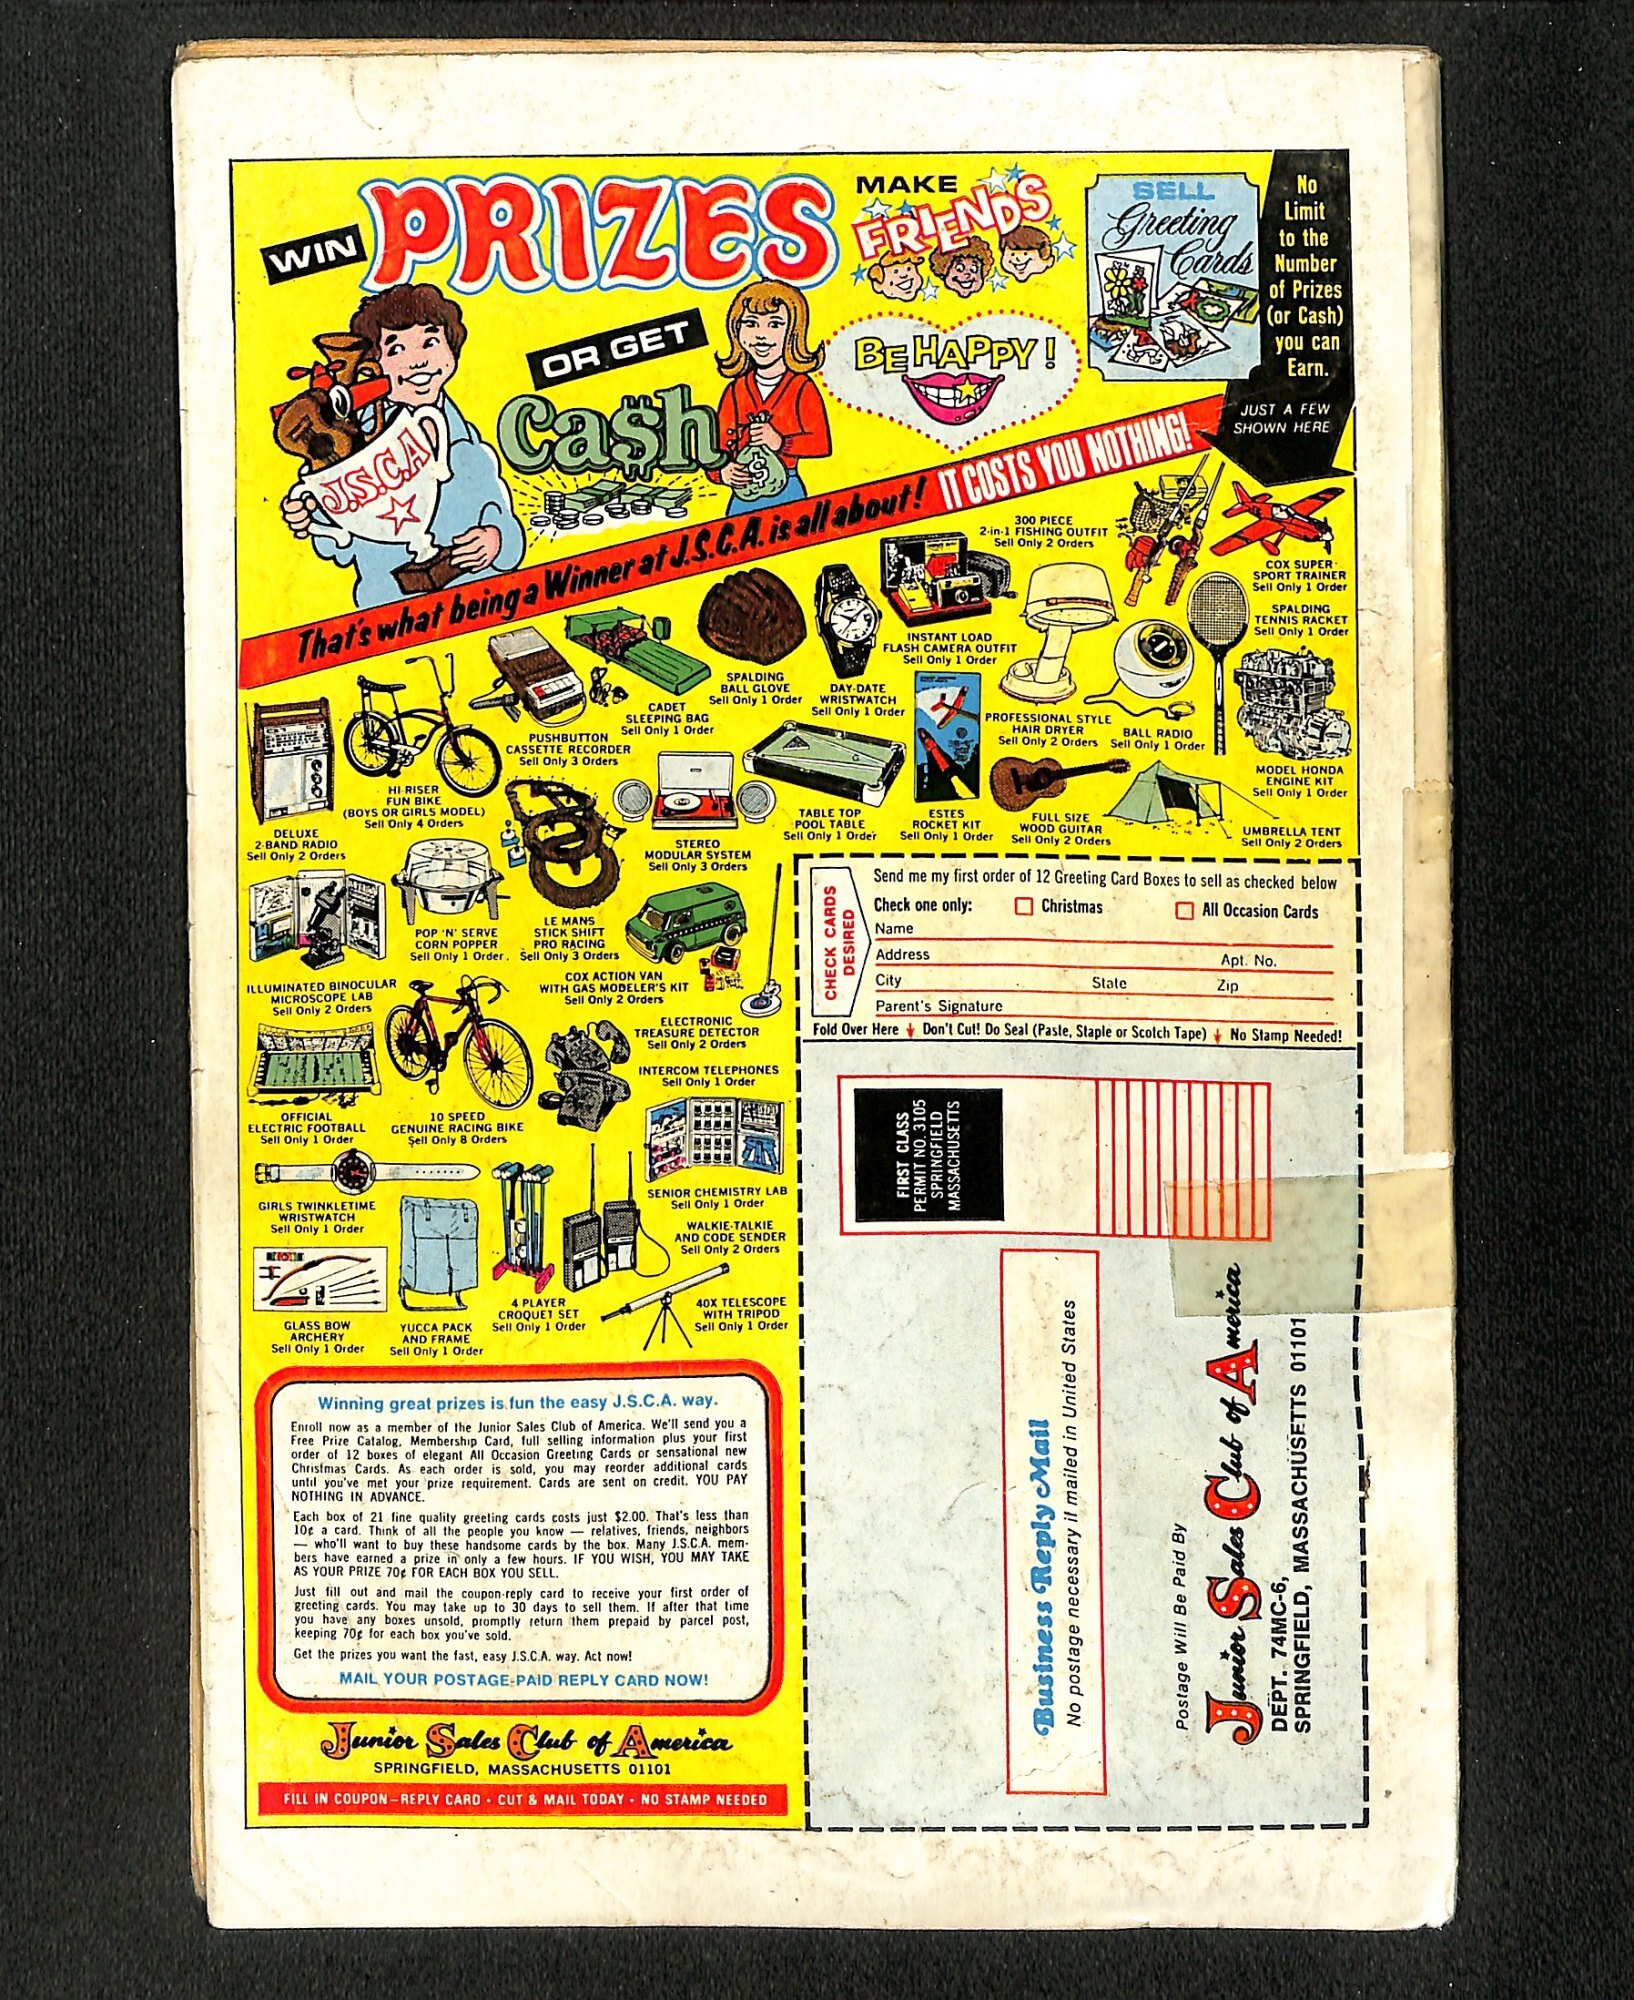 WIN
PRIZES
MAKE
FRIENDS
SELL
Greeting
Cards
No
Limit
to the
Number
of Prizes
(or Cash)
you can
Earn.
JUST A FEW
SHOWN HERE
OR GET
Ca$h
BE HAPPY!
J.S.C.A.
$
That's what being a Winner at J.S.C.A. is all about! IT COSTS YOU NOTHING!
300 PIECE
2-in-1 FISHING OUTFIT
Sell Only 2 Orders
COX SUPER-
SPORT TRAINER
Sell Only 1 Order
SPALDING
TENNIS RACKET
Sell Only 1 Order
INSTANT LOAD
FLASH CAMERA OUTFIT
Sell Only 1 Order
SPALDING
BALL GLOVE
Sell Only 1 Order
DAY-DATE
WRISTWATCH
Sell Only 1 Order
CADET
SLEEPING BAG
Sell Only 1 Order
PROFESSIONAL STYLE
HAIR DRYER
Sell Only 2 Orders
BALL RADIO
Sell Only 1 Order
PUSHBUTTON
CASSETTE RECORDER
Sell Only 3 Orders
MODEL HONDA
ENGINE KIT
Sell Only 1 Order
HI-RISER
FUN BIKE
(BOYS OR GIRLS MODEL)
Sell Only 4 Orders
DELUXE
2-BAND RADIO
Sell Only 2 Orders
STEREO
MODULAR SYSTEM
Sell Only 3 Orders
TABLE TOP
POOL TABLE
Sell Only 1 Order
ESTES
ROCKET KIT
Sell Only 1 Order
FULL SIZE
WOOD GUITAR
Sell Only 2 Orders
UMBRELLA TENT
Sell Only 2 Orders
POP 'N' SERVE
CORN POPPER
Sell Only 1 Order.
LE MANS
STICK SHIFT
PRO RACING
Sell Only 3 Orders
COX ACTION VAN
WITH GAS MODELER'S KIT
Sell Only 2 Orders
ILLUMINATED BINOCULAR
MICROSCOPE LAB
Sell Only 2 Orders
ELECTRONIC
TREASURE DETECTOR
Sell Only 2 Orders
INTERCOM TELEPHONES
Sell Only 1 Order
OFFICIAL
ELECTRIC FOOTBALL
Sell Only 1 Order
10 SPEED
GENUINE RACING BIKE
Sell Only 8 Orders
SENIOR CHEMISTRY LAB
Sell Only 1 Order
GIRLS TWINKLETIME
WRISTWATCH
Sell Only 1 Order
WALKIE-TALKIE
AND CODE SENDER
Sell Only 2 Orders
GLASS BOW
ARCHERY
Sell Only 1 Order
YUCCA PACK
AND FRAME
Sell Only 1 Order
4 PLAYER
CROQUET SET
Sell Only 1 Order
40X TELESCOPE
WITH TRIPOD
Sell Only 1 Order
Winning great prizes is fun the easy J.S.C.A. way.
Enroll now as a member of the Junior Sales Club of America. We'll send you a
Free Prize Catalog, Membership Card, full selling information plus your first
order of 12 boxes of elegant All Occasion Greeting Cards or sensational new
Christmas Cards. As each order is sold, you may reorder additional cards
until you've met your prize requirement. Cards are sent on credit. YOU PAY
NOTHING IN ADVANCE.
Each box of 21 fine quality greeting cards costs just $2.00. That's less than
10¢ a card. Think of all the people you know — relatives, friends, neighbors
— who'll want to buy these handsome cards by the box. Many J.S.C.A. mem-
bers have earned a prize in only a few hours. IF YOU WISH, YOU MAY TAKE
AS YOUR PRIZE 70¢ FOR EACH BOX YOU SELL.
Just fill out and mail the coupon-reply card to receive your first order of
greeting cards. You may take up to 30 days to sell them. If after that time
you have any boxes unsold, promptly return them prepaid by parcel post,
keeping 70¢ for each box you've sold.
Get the prizes you want the fast, easy J.S.C.A. way. Act now!
MAIL YOUR POSTAGE-PAID REPLY CARD NOW!
Junior Sales Club of America
SPRINGFIELD, MASSACHUSETTS 01101
FILL IN COUPON–REPLY CARD • CUT & MAIL TODAY • NO STAMP NEEDED
CHECK CARDS
DESIRED
Send me my first order of 12 Greeting Card Boxes to sell as checked below
Check one only: Christmas All Occasion Cards
Name
Address Apt. No.
City State Zip
Parent's Signature
Fold Over Here Don't Cut! Do Seal (Paste, Staple or Scotch Tape) No Stamp Needed!
FIRST CLASS
PERMIT NO. 3105
SPRINGFIELD
MASSACHUSETTS
Business Reply Mail
No postage necessary if mailed in United States
Postage Will Be Paid By
Junior Sales Club of America
DEPT. 74MC-6,
SPRINGFIELD, MASSACHUSETTS 01101